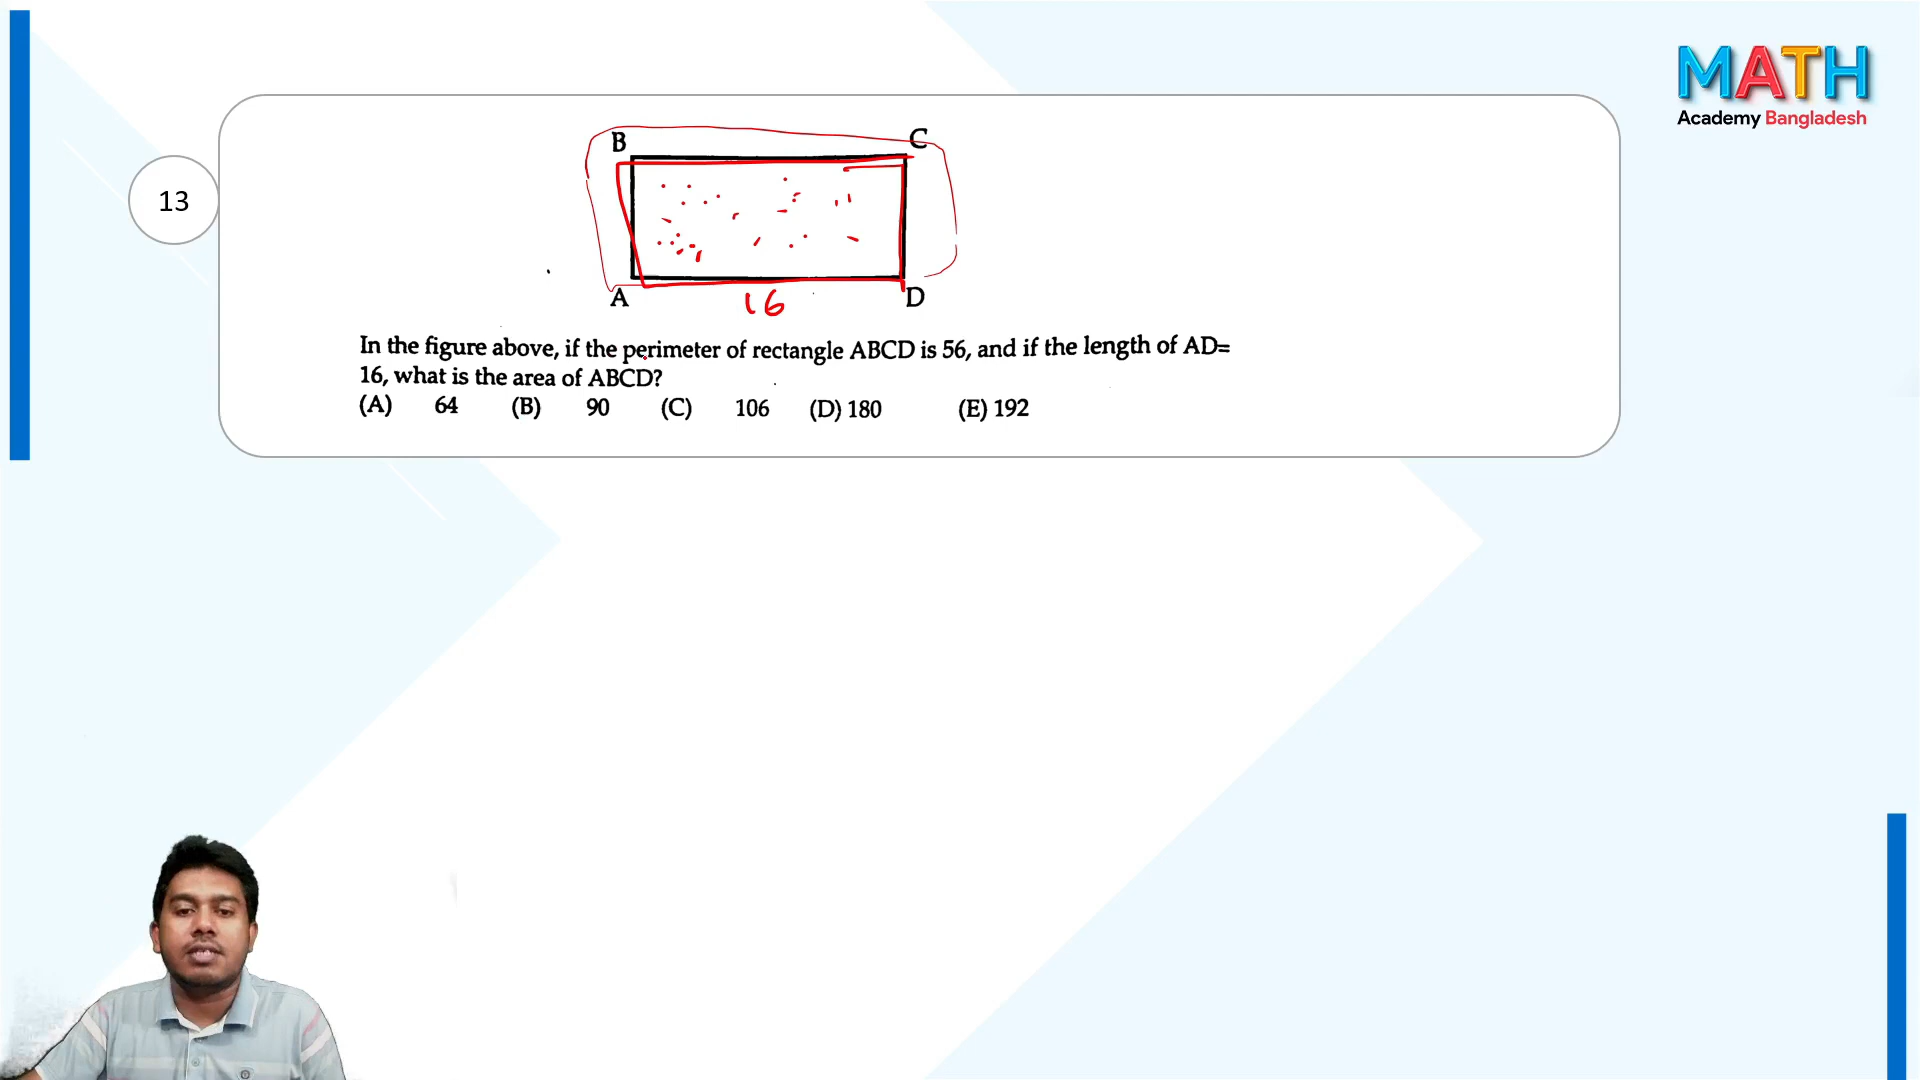 MATH
Academy Bangladesh
13
B C
A 16 D
In the figure above, if the perimeter of rectangle ABCD is 56, and if the length of AD=
16, what is the area of ABCD?
(A) 64 (B) 90 (C) 106 (D) 180 (E) 192